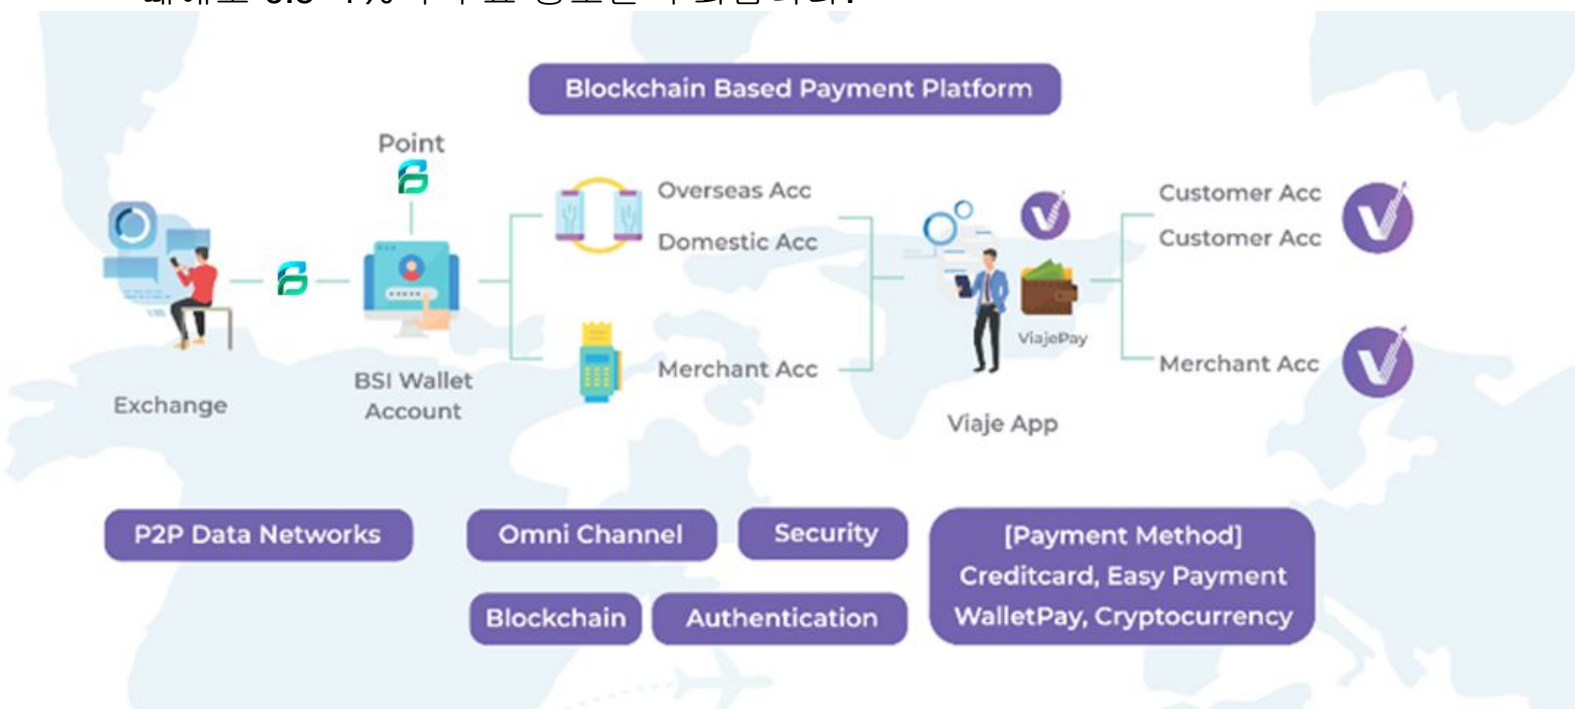 Blockchain Based Payment Platform
Point
Overseas Acc
Domestic Acc
Merchant Acc
Exchange
BSI Wallet
Account
ViajePay
Viaje App
Customer Acc
Customer Acc
Merchant Acc
P2P Data Networks
Omni Channel
Security
Blockchain
Authentication
[Payment Method]
Creditcard, Easy Payment
WalletPay, Cryptocurrency